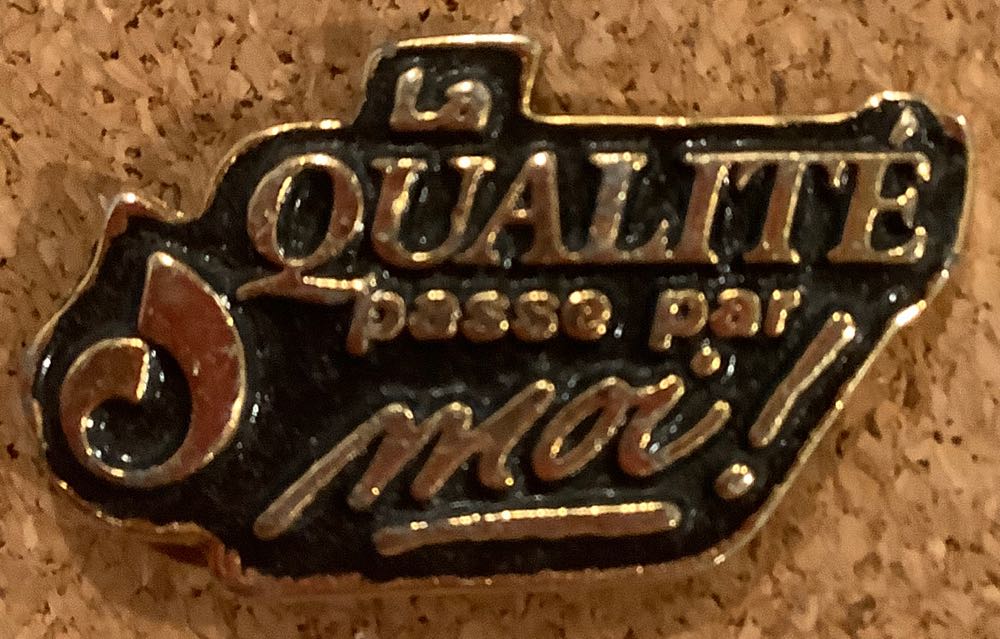 La
QUALITÉ
passe par
moi!